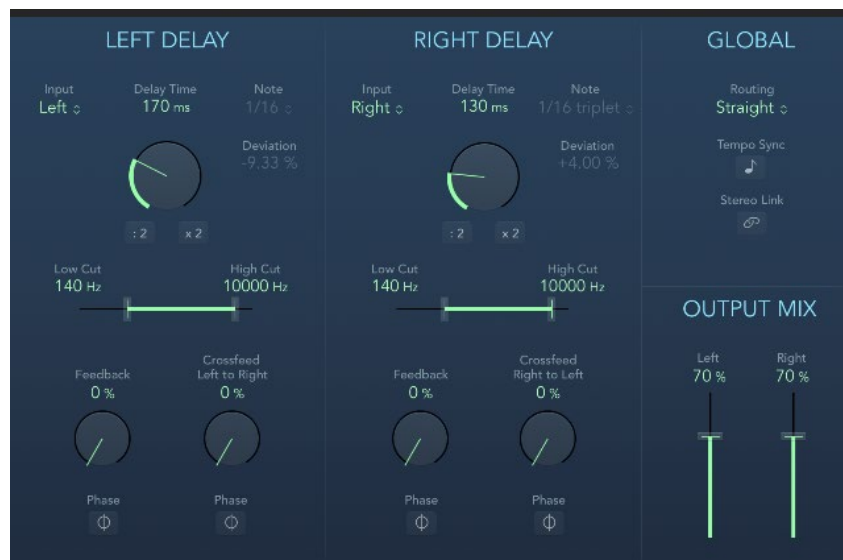 LEFT DELAY
Input Delay Time Note
Left 170 ms 1/16
Deviation
-9.33 %
: 2 x 2
Low Cut High Cut
140 Hz 10000 Hz
Feedback
Crossfeed
Left to Right
0 % 0 %
Phase Phase
RIGHT DELAY
Input Delay Time Note
Right 130 ms 1/16 triplet
Deviation
+4.00 %
: 2 x 2
Low Cut High Cut
140 Hz 10000 Hz
Feedback
Crossfeed
Right to Left
0 % 0 %
Phase Phase
GLOBAL
Routing
Straight
Tempo Sync
Stereo Link
OUTPUT MIX
Left Right
70 % 70 %